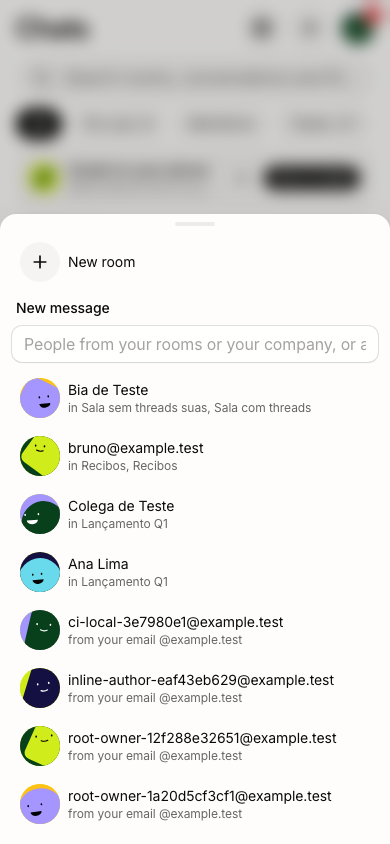 Chats
New room
New message
People from your rooms or your company, or a
Bia de Teste
in Sala sem threads suas, Sala com threads
bruno@example.test
in Recibos, Recibos
Colega de Teste
in Lançamento Q1
Ana Lima
in Lançamento Q1
ci-local-3e7980e1@example.test
from your email @example.test
inline-author-eaf43eb629@example.test
from your email @example.test
root-owner-12f288e32651@example.test
from your email @example.test
root-owner-1a20d5cf3cf1@example.test
from your email @example.test